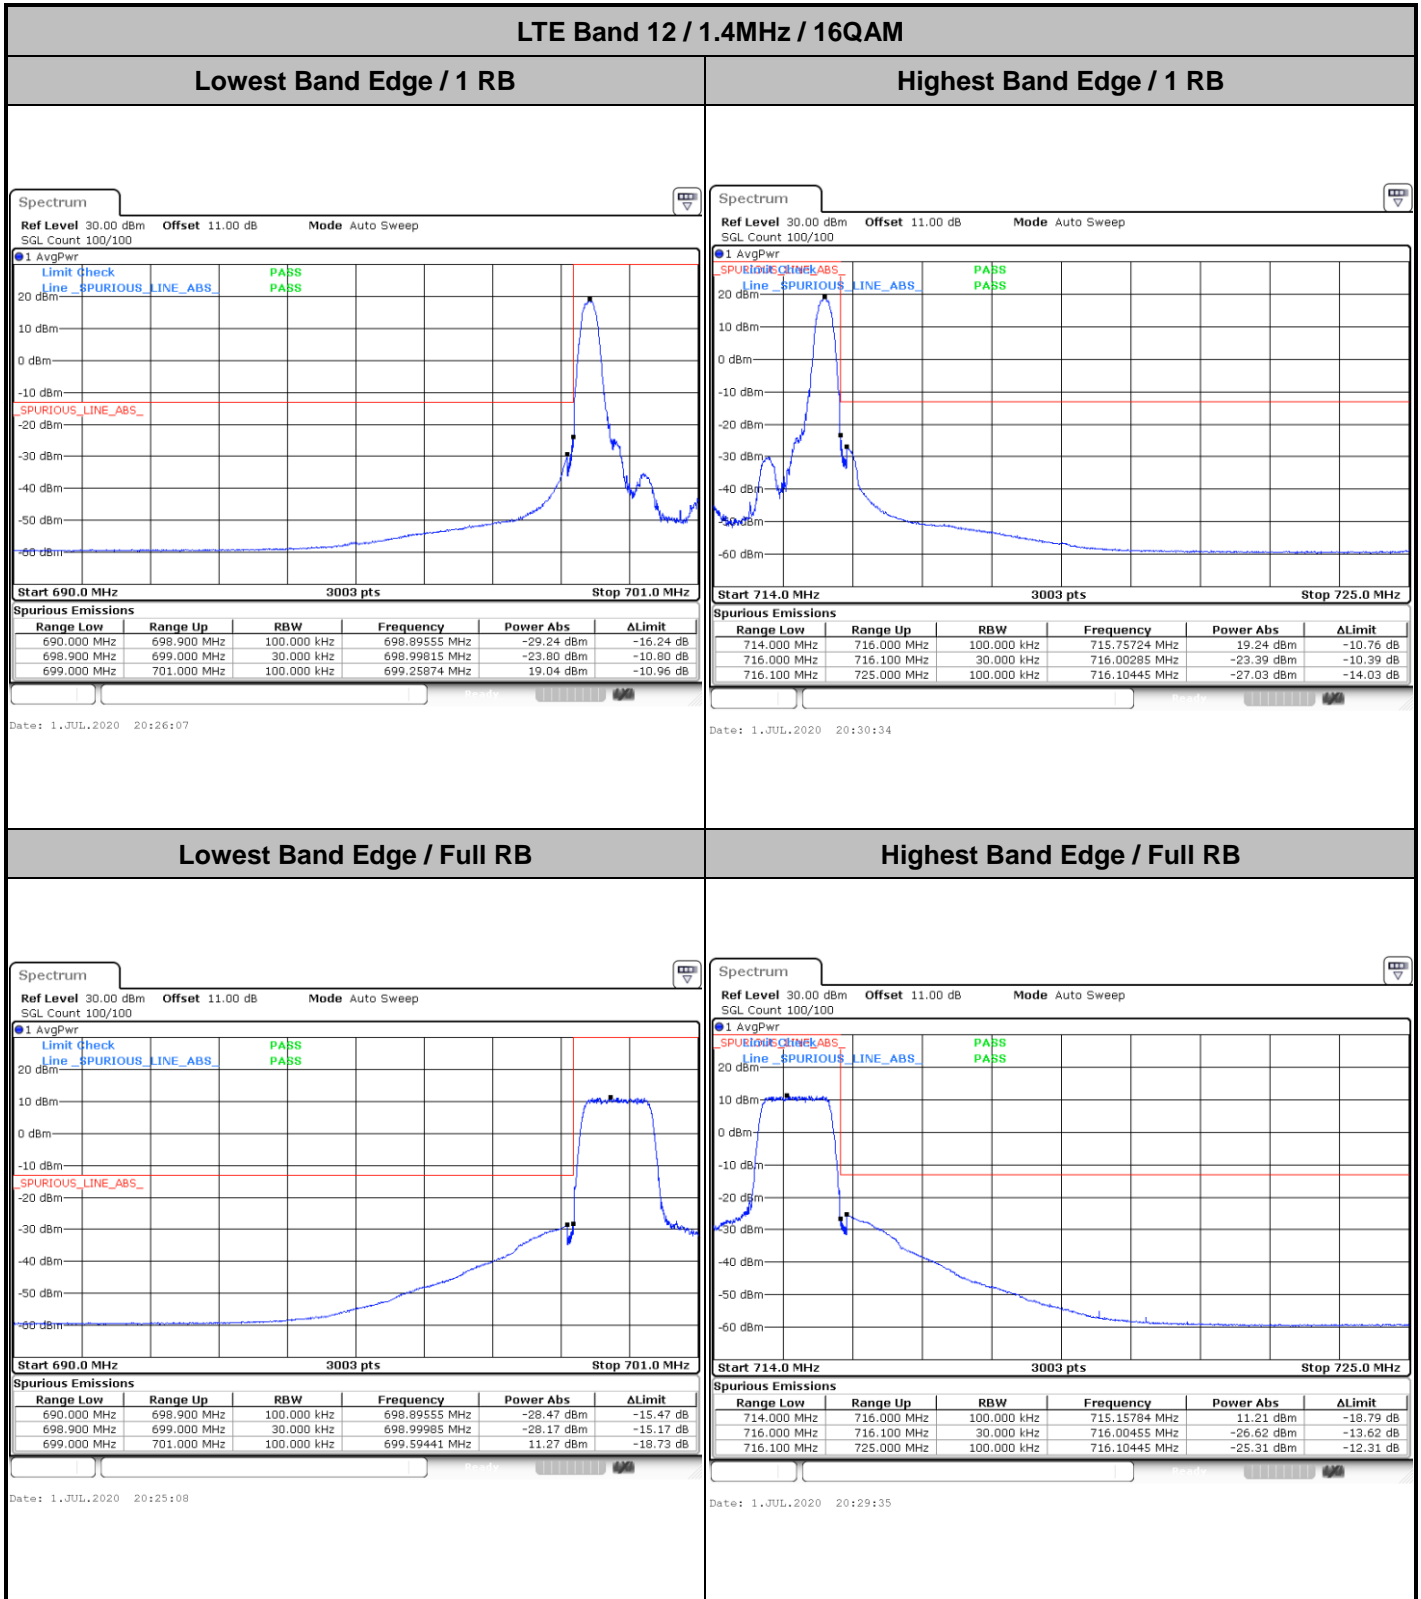 LTE Band 12 / 1.4MHz / 16QAM
Lowest Band Edge / 1 RB
Highest Band Edge / 1 RB
Spectrum
Ref Level 30.00 dBm Offset 11.00 dB Mode Auto Sweep
SGL Count 100/100
1 AvgPwr
Limit Check PASS
Line _SPURIOUS_LINE_ABS_ PASS
20 dBm
10 dBm
0 dBm
-10 dBm
_SPURIOUS_LINE_ABS_
-20 dBm
-30 dBm
-40 dBm
-50 dBm
-60 dBm
Start 690.0 MHz 3003 pts Stop 701.0 MHz
Spurious Emissions
Range Low Range Up RBW Frequency Power Abs ΔLimit
690.000 MHz 698.900 MHz 100.000 kHz 698.89555 MHz -29.24 dBm -16.24 dB
698.900 MHz 699.000 MHz 30.000 kHz 698.99815 MHz -23.80 dBm -10.80 dB
699.000 MHz 701.000 MHz 100.000 kHz 699.25874 MHz 19.04 dBm -10.96 dB
Ready
Date: 1.JUL.2020 20:26:07
Spectrum
Ref Level 30.00 dBm Offset 11.00 dB Mode Auto Sweep
SGL Count 100/100
1 AvgPwr
_SPURIOUS_LINE_ABS_
Limit Check PASS
Line _SPURIOUS_LINE_ABS_ PASS
20 dBm
10 dBm
0 dBm
-10 dBm
-20 dBm
-30 dBm
-40 dBm
-50 dBm
-60 dBm
Start 714.0 MHz 3003 pts Stop 725.0 MHz
Spurious Emissions
Range Low Range Up RBW Frequency Power Abs ΔLimit
714.000 MHz 716.000 MHz 100.000 kHz 715.75724 MHz 19.24 dBm -10.76 dB
716.000 MHz 716.100 MHz 30.000 kHz 716.00285 MHz -23.39 dBm -10.39 dB
716.100 MHz 725.000 MHz 100.000 kHz 716.10445 MHz -27.03 dBm -14.03 dB
Ready
Date: 1.JUL.2020 20:30:34
Lowest Band Edge / Full RB
Highest Band Edge / Full RB
Spectrum
Ref Level 30.00 dBm Offset 11.00 dB Mode Auto Sweep
SGL Count 100/100
1 AvgPwr
Limit Check PASS
Line _SPURIOUS_LINE_ABS_ PASS
20 dBm
10 dBm
0 dBm
-10 dBm
_SPURIOUS_LINE_ABS_
-20 dBm
-30 dBm
-40 dBm
-50 dBm
-60 dBm
Start 690.0 MHz 3003 pts Stop 701.0 MHz
Spurious Emissions
Range Low Range Up RBW Frequency Power Abs ΔLimit
690.000 MHz 698.900 MHz 100.000 kHz 698.89555 MHz -28.47 dBm -15.47 dB
698.900 MHz 699.000 MHz 30.000 kHz 698.99985 MHz -28.17 dBm -15.17 dB
699.000 MHz 701.000 MHz 100.000 kHz 699.59441 MHz 11.27 dBm -18.73 dB
Ready
Date: 1.JUL.2020 20:25:08
Spectrum
Ref Level 30.00 dBm Offset 11.00 dB Mode Auto Sweep
SGL Count 100/100
1 AvgPwr
_SPURIOUS_LINE_ABS_
Limit Check PASS
Line _SPURIOUS_LINE_ABS_ PASS
20 dBm
10 dBm
0 dBm
-10 dBm
-20 dBm
-30 dBm
-40 dBm
-50 dBm
-60 dBm
Start 714.0 MHz 3003 pts Stop 725.0 MHz
Spurious Emissions
Range Low Range Up RBW Frequency Power Abs ΔLimit
714.000 MHz 716.000 MHz 100.000 kHz 715.15784 MHz 11.21 dBm -18.79 dB
716.000 MHz 716.100 MHz 30.000 kHz 716.00455 MHz -26.62 dBm -13.62 dB
716.100 MHz 725.000 MHz 100.000 kHz 716.10445 MHz -25.31 dBm -12.31 dB
Ready
Date: 1.JUL.2020 20:29:35